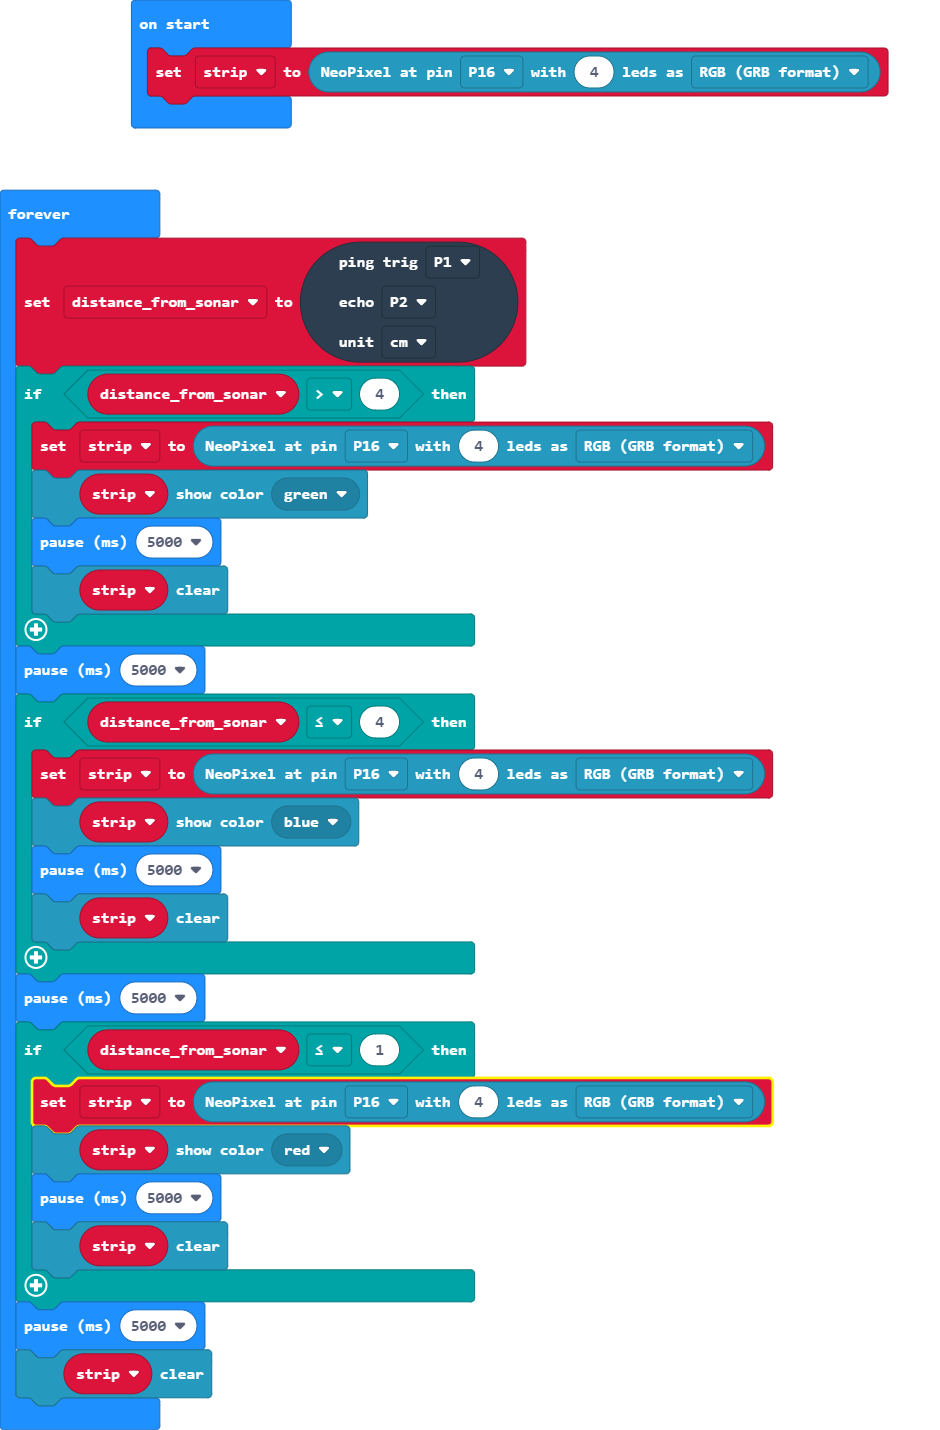 on start
set strip to NeoPixel at pin P16 with 4 leds as RGB (GRB format)
forever
ping trig P1
set distance_from_sonar to echo P2
unit cm
if distance_from_sonar > 4 then
set strip to NeoPixel at pin P16 with 4 leds as RGB (GRB format)
strip show color green
pause (ms) 5000
strip clear
pause (ms) 5000
if distance_from_sonar ≤ 4 then
set strip to NeoPixel at pin P16 with 4 leds as RGB (GRB format)
strip show color blue
pause (ms) 5000
strip clear
pause (ms) 5000
if distance_from_sonar ≤ 1 then
set strip to NeoPixel at pin P16 with 4 leds as RGB (GRB format)
strip show color red
pause (ms) 5000
strip clear
pause (ms) 5000
strip clear